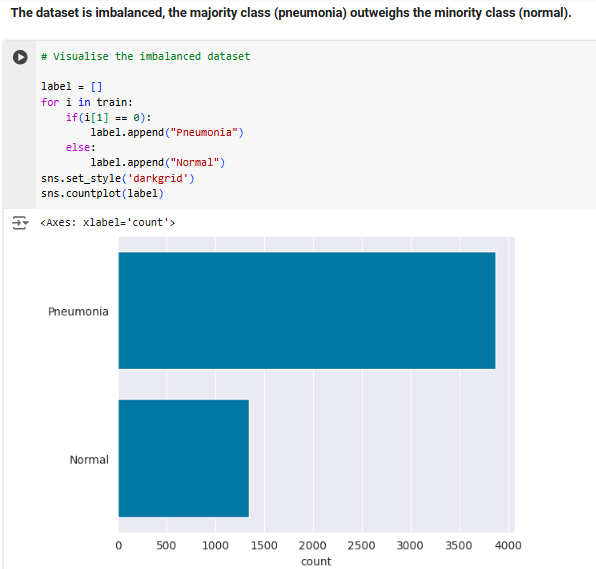 The dataset is imbalanced, the majority class (pneumonia) outweighs the minority class (normal).
# Visualise the imbalanced dataset
label = []
for i in train:
    if(i[1] == 0):
        label.append("Pneumonia")
    else:
        label.append("Normal")
sns.set_style('darkgrid')
sns.countplot(label)
<Axes: xlabel='count'>
Pneumonia
Normal
0 500 1000 1500 2000 2500 3000 3500 4000
count